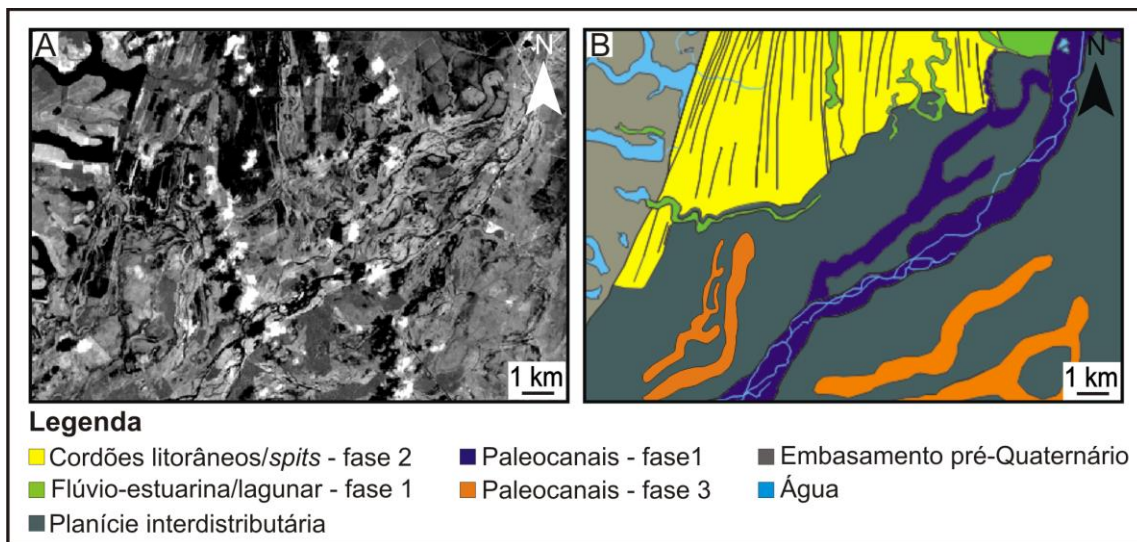 A
N
1 km
B
N
1 km
Legenda
Cordões litorâneos/spits - fase 2
Flúvio-estuarina/lagunar - fase 1
Planície interdistributária
Paleocanais - fase1
Paleocanais - fase 3
Embasamento pré-Quaternário
Água